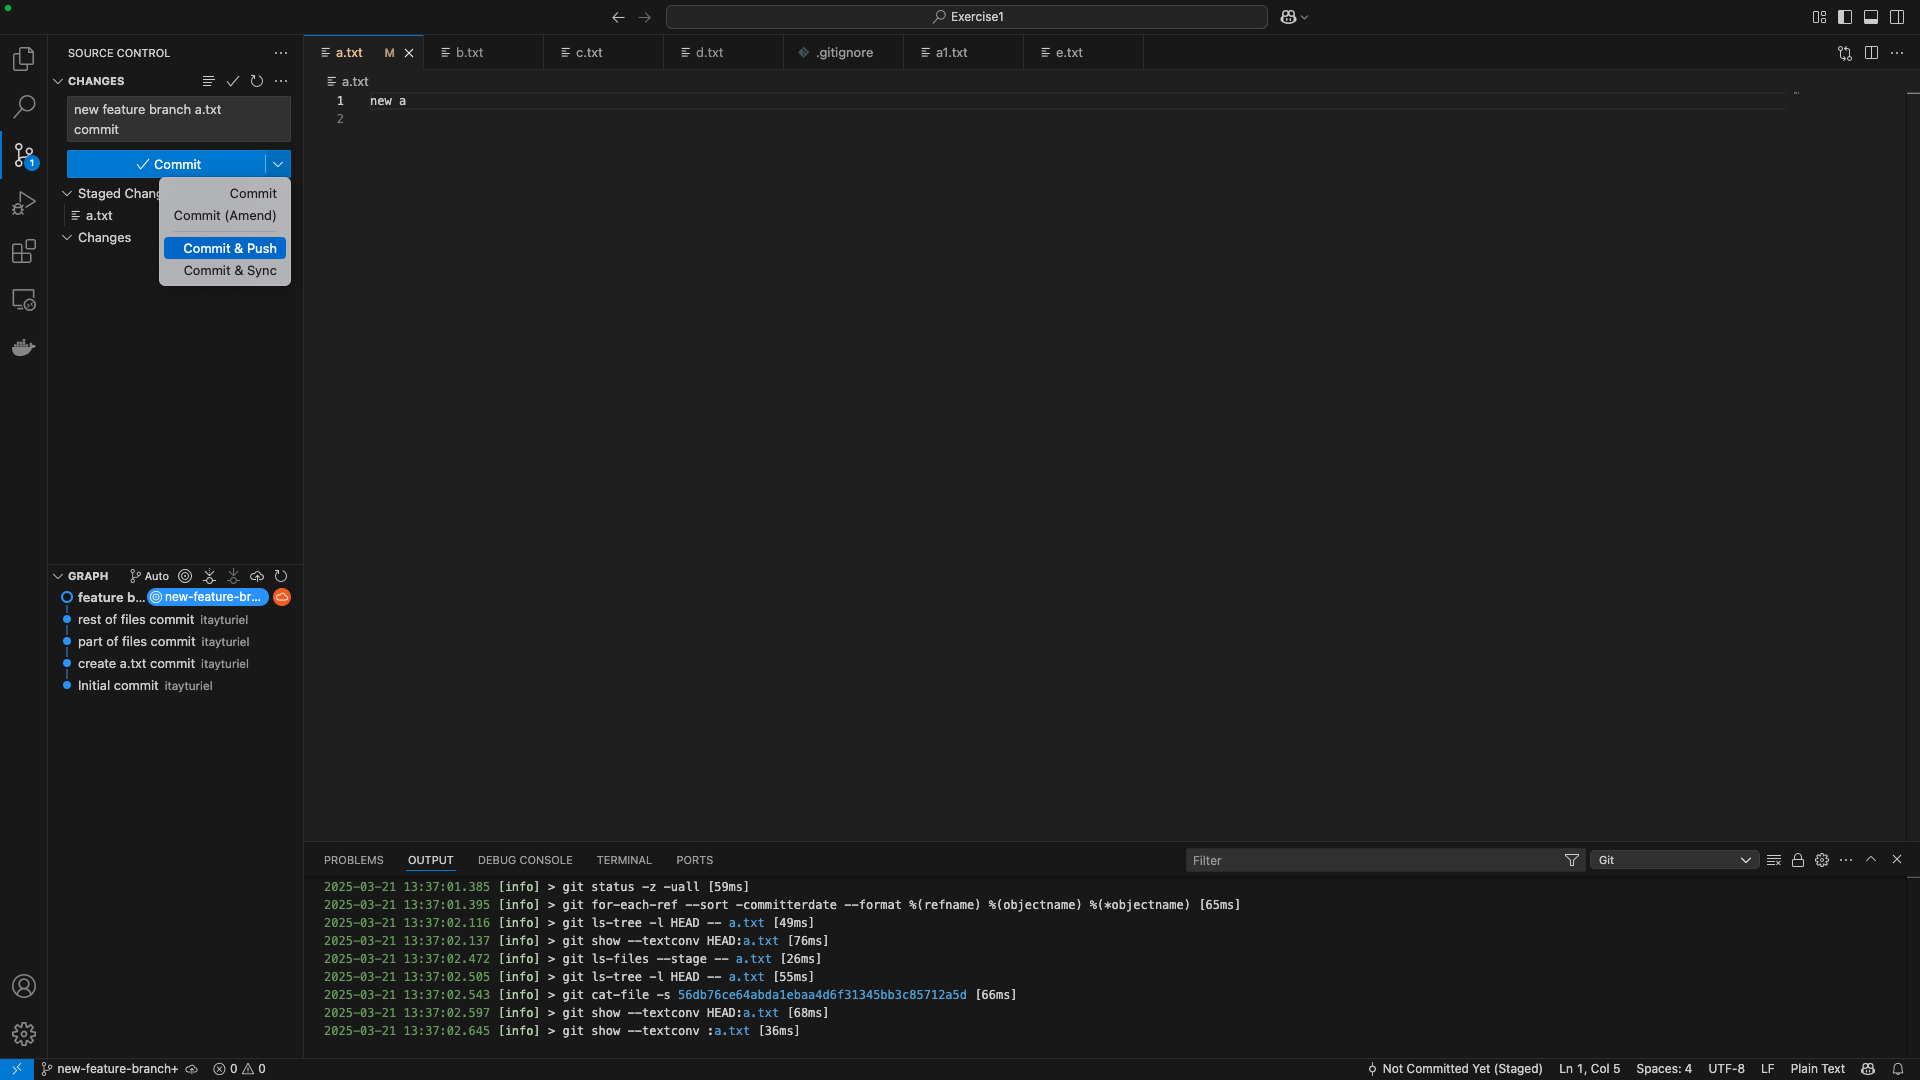 Exercise1
SOURCE CONTROL
CHANGES
new feature branch a.txt
commit
Commit
Staged Chang
a.txt
Changes
Commit
Commit (Amend)
Commit & Push
Commit & Sync
1
GRAPH
Auto
feature b... new-feature-br...
rest of files commit itayturiel
part of files commit itayturiel
create a.txt commit itayturiel
Initial commit itayturiel
a.txt M b.txt c.txt d.txt .gitignore a1.txt e.txt
a.txt
1 new a
2
PROBLEMS OUTPUT DEBUG CONSOLE TERMINAL PORTS Filter Git
2025-03-21 13:37:01.385 [info] > git status -z -uall [59ms]
2025-03-21 13:37:01.395 [info] > git for-each-ref --sort -committerdate --format %(refname) %(objectname) %(*objectname) [65ms]
2025-03-21 13:37:02.116 [info] > git ls-tree -l HEAD -- a.txt [49ms]
2025-03-21 13:37:02.137 [info] > git show --textconv HEAD:a.txt [76ms]
2025-03-21 13:37:02.472 [info] > git ls-files --stage -- a.txt [26ms]
2025-03-21 13:37:02.505 [info] > git ls-tree -l HEAD -- a.txt [55ms]
2025-03-21 13:37:02.543 [info] > git cat-file -s 56db76ce64abda1ebaa4d6f31345bb3c85712a5d [66ms]
2025-03-21 13:37:02.597 [info] > git show --textconv HEAD:a.txt [68ms]
2025-03-21 13:37:02.645 [info] > git show --textconv :a.txt [36ms]
new-feature-branch+ 0 0 Not Committed Yet (Staged) Ln 1, Col 5 Spaces: 4 UTF-8 LF Plain Text